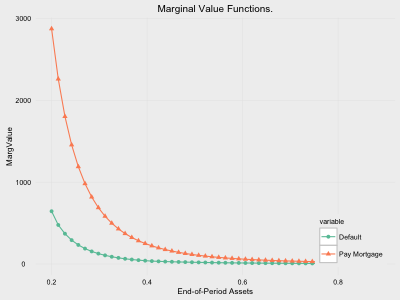 Marginal Value Functions.
3000
2000
1000
0
MargValue
0.2
0.4
0.6
0.8
End-of-Period Assets
variable
Default
Pay Mortgage